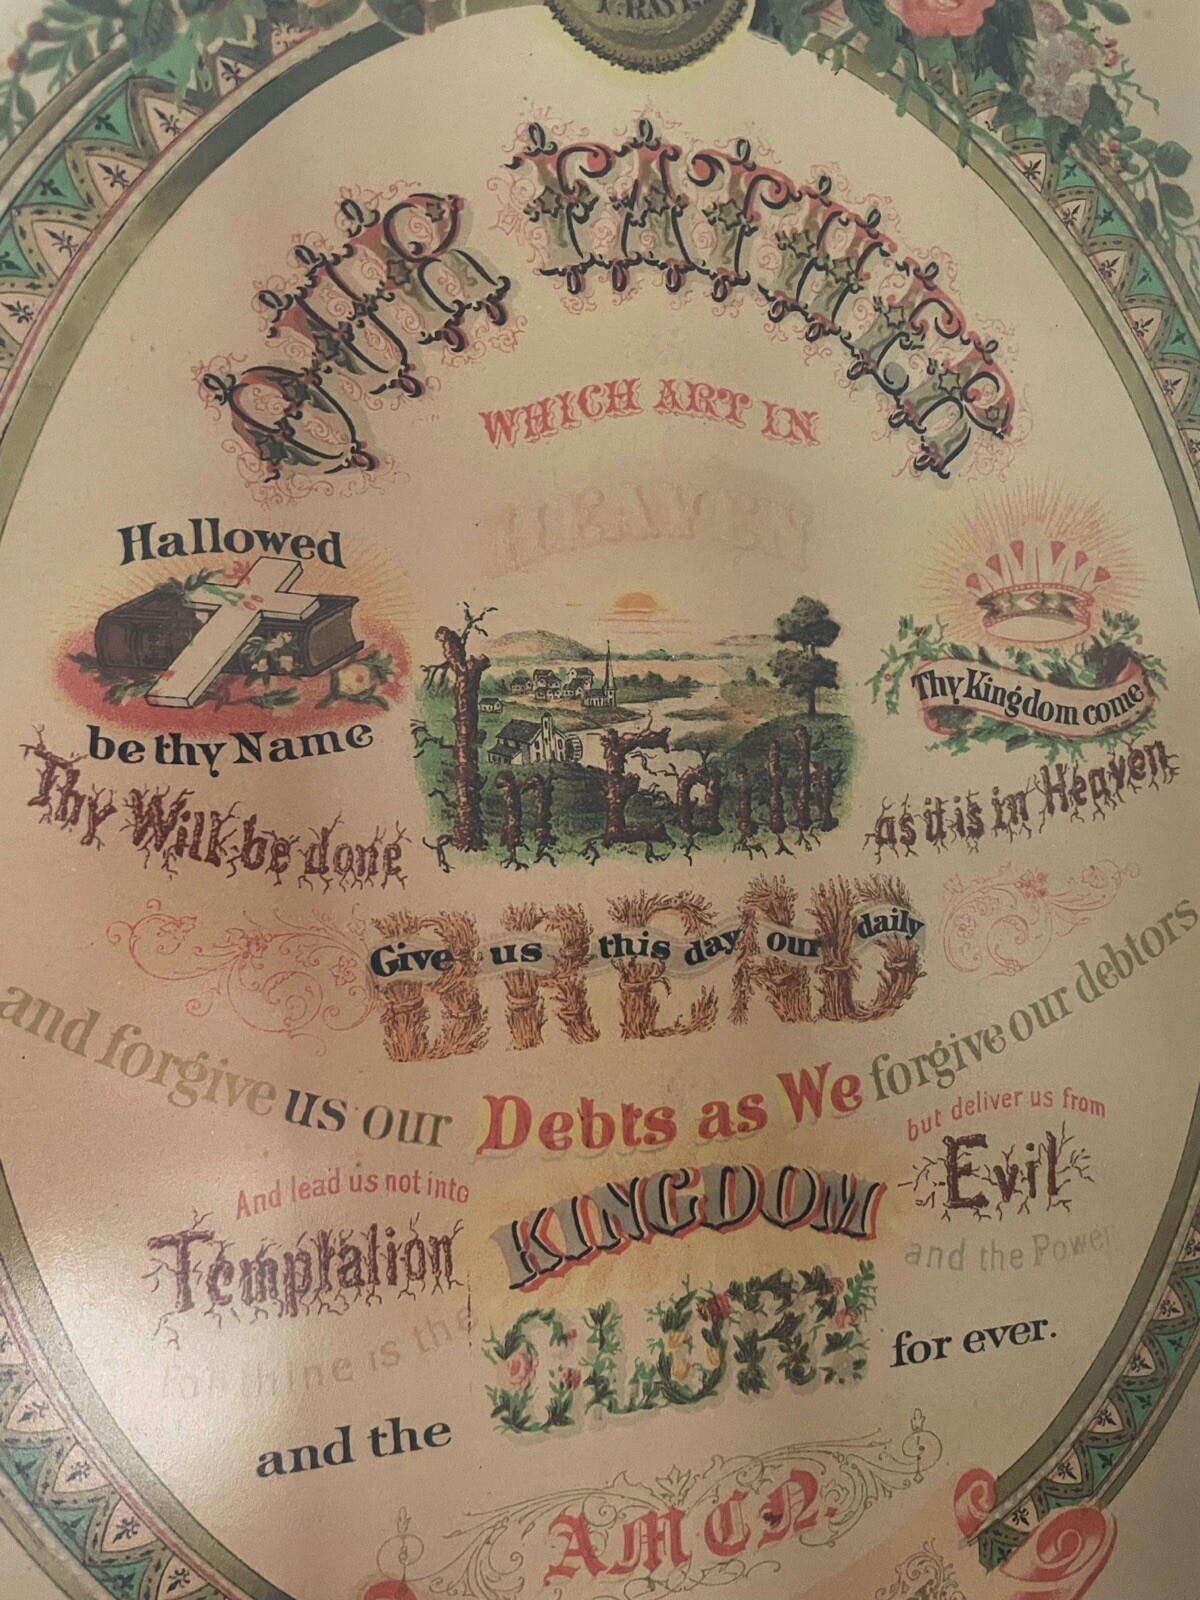 OUR FATHER
WHICH ART IN
HEAVEN
Hallowed
be thy Name
Thy Kingdom come
Thy Will be done
In Earth
as it is in Heaven
Give us this day our daily
BREAD
and forgive us our Debts as We forgive our debtors
And lead us not into
Temptation
but deliver us from
Evil
For thine is the
KINGDOM
and the Power
and the
GLORY
for ever.
AMEN.